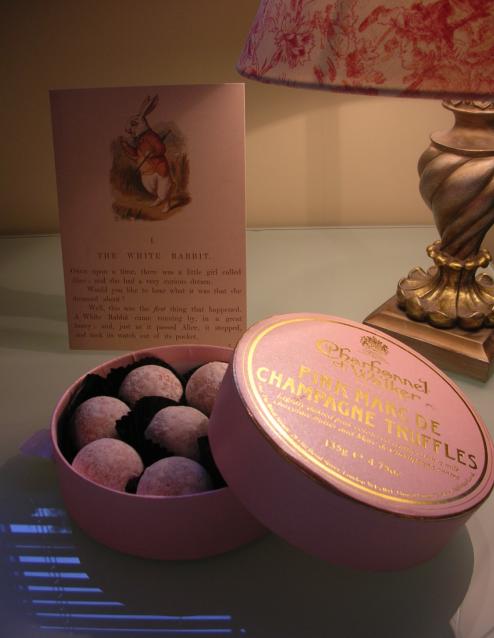 I.
THE WHITE RABBIT.
Once upon a time, there was a little girl called
Alice: and she had a very curious dream.
Would you like to hear what it was that she
dreamed about?
Well, this was the first thing that happened.
A White Rabbit came running by, in a great
hurry; and, just as it passed Alice, it stopped,
and took its watch out of its pocket.
Charbonnel
et Walker
PINK MARC DE
CHAMPAGNE TRUFFLES
135g e 4.75oz